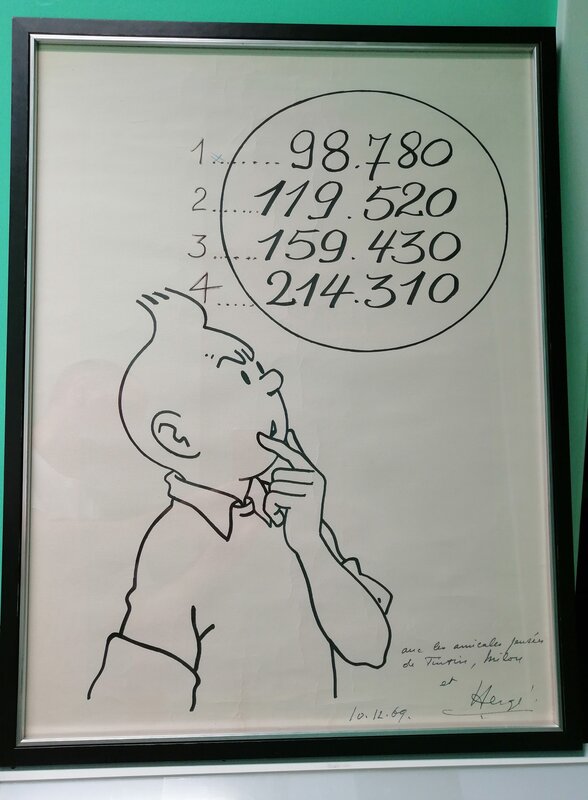 1........ 98.780
2...... 119.520
3..... 159.430
4..... 214.310
avec les amicales pensées
de Tintin, Milou
et Hergé
10.12.69.